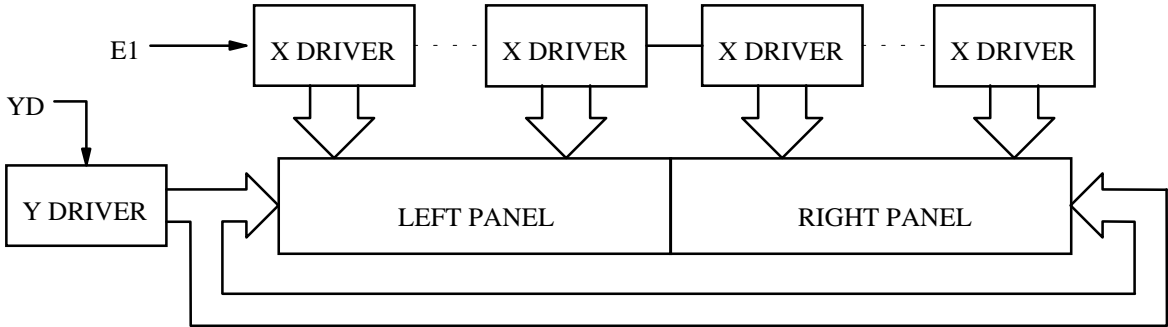 E1
X DRIVER
X DRIVER
X DRIVER
X DRIVER
YD
Y DRIVER
LEFT PANEL
RIGHT PANEL